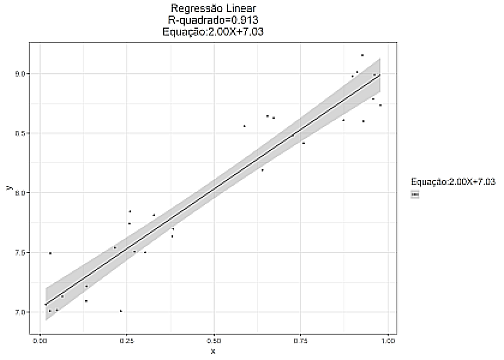 Regressão Linear
R-quadrado=0.913
Equação:2.00X+7.03
9.0
8.5
8.0
7.5
7.0
y
0.00 0.25 0.50 0.75 1.00
x
Equação:2.00X+7.03